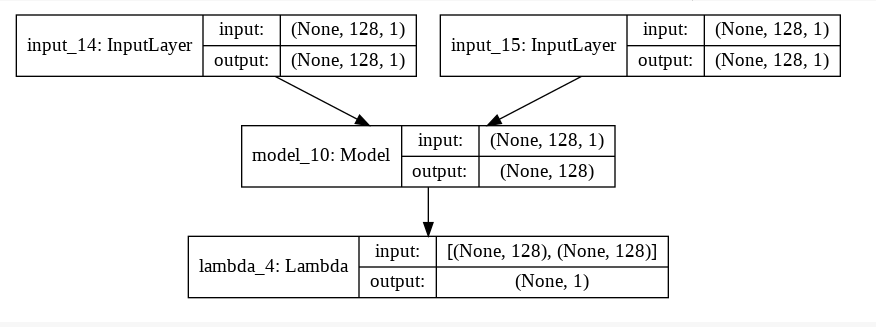 input_14: InputLayer
input:
(None, 128, 1)
output:
(None, 128, 1)
input_15: InputLayer
input:
(None, 128, 1)
output:
(None, 128, 1)
model_10: Model
input:
(None, 128, 1)
output:
(None, 128)
lambda_4: Lambda
input:
[(None, 128), (None, 128)]
output:
(None, 1)